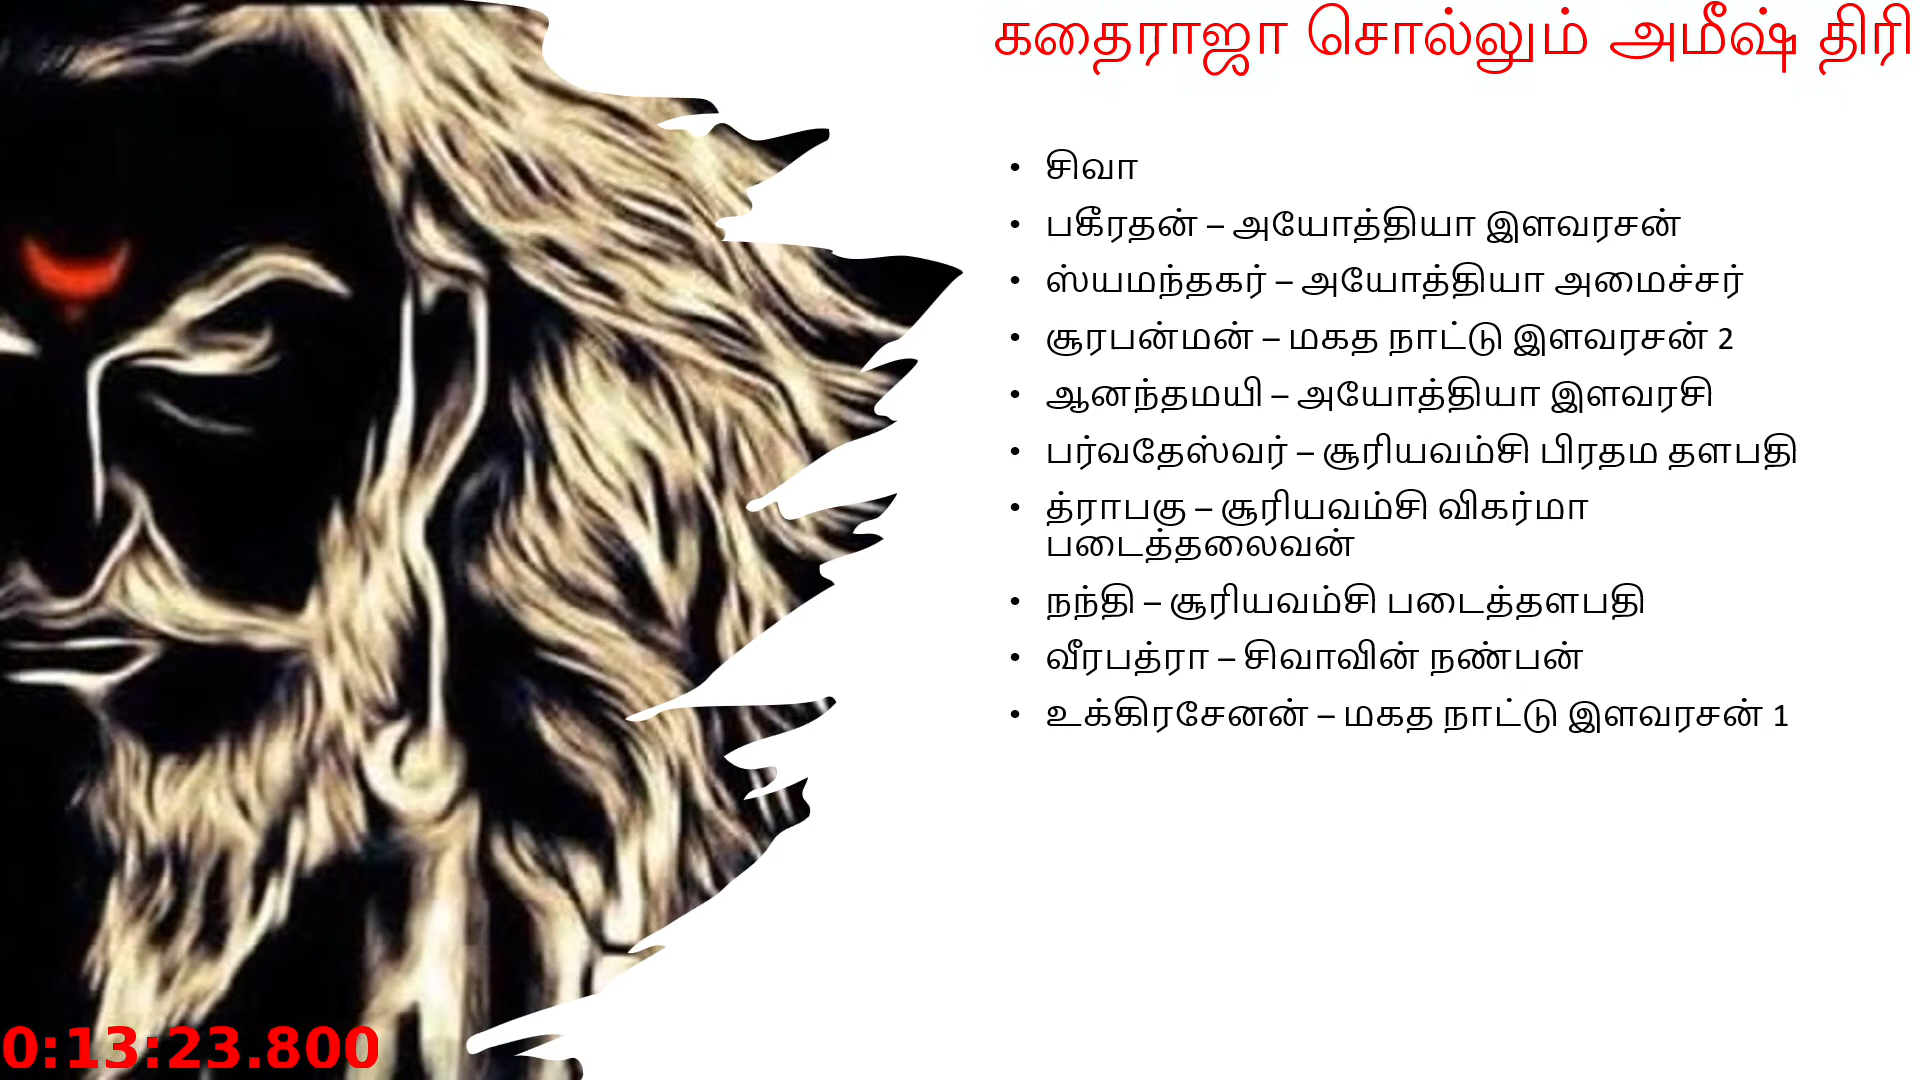 கதைராஜா சொல்லும் அமீஷ் திரி
• சிவா
• பகீரதன் – அயோத்தியா இளவரசன்
• ஸ்யமந்தகர் – அயோத்தியா அமைச்சர்
• சூரபன்மன் – மகத நாட்டு இளவரசன் 2
• ஆனந்தமயி – அயோத்தியா இளவரசி
• பர்வதேஸ்வர் – சூரியவம்சி பிரதம தளபதி
• த்ராபகு – சூரியவம்சி விகர்மா
படைத்தலைவன்
• நந்தி – சூரியவம்சி படைத்தளபதி
• வீரபத்ரா – சிவாவின் நண்பன்
• உக்கிரசேனன் – மகத நாட்டு இளவரசன் 1
0:13:23.800